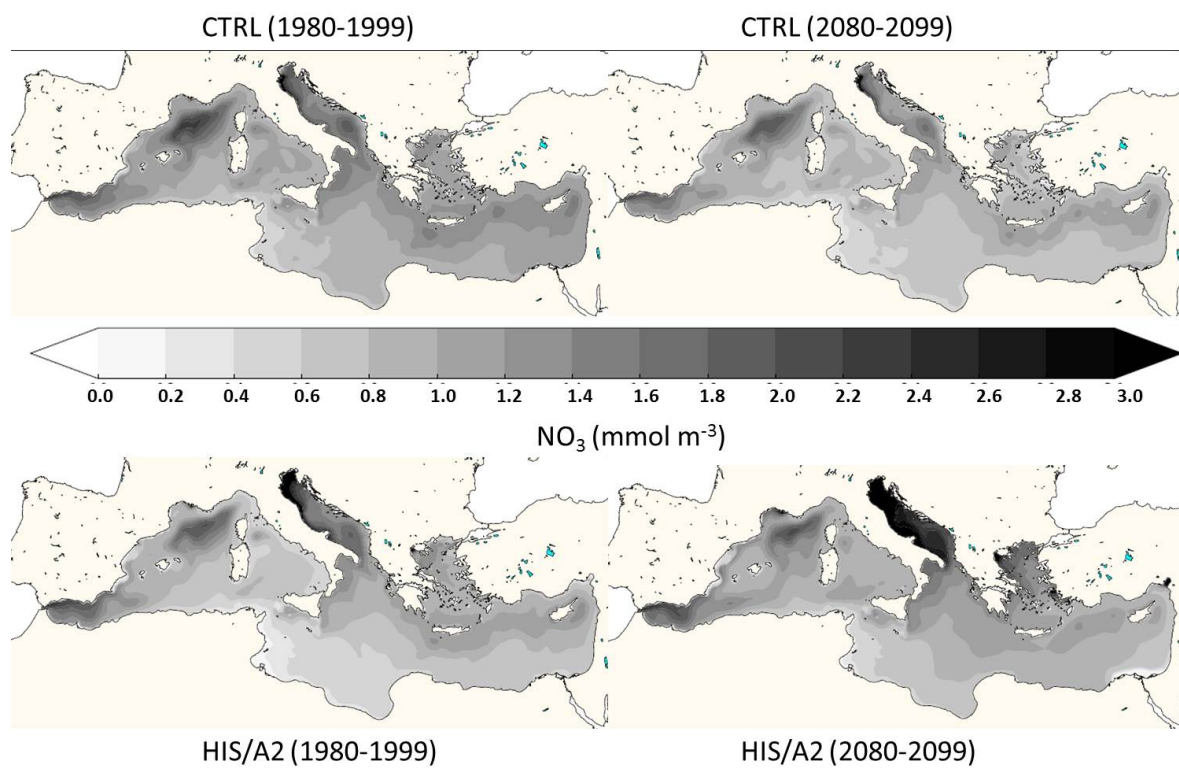 CTRL (1980-1999) CTRL (2080-2099)
0.0 0.2 0.4 0.6 0.8 1.0 1.2 1.4 1.6 1.8 2.0 2.2 2.4 2.6 2.8 3.0
NO₃ (mmol m⁻³)
HIS/A2 (1980-1999) HIS/A2 (2080-2099)